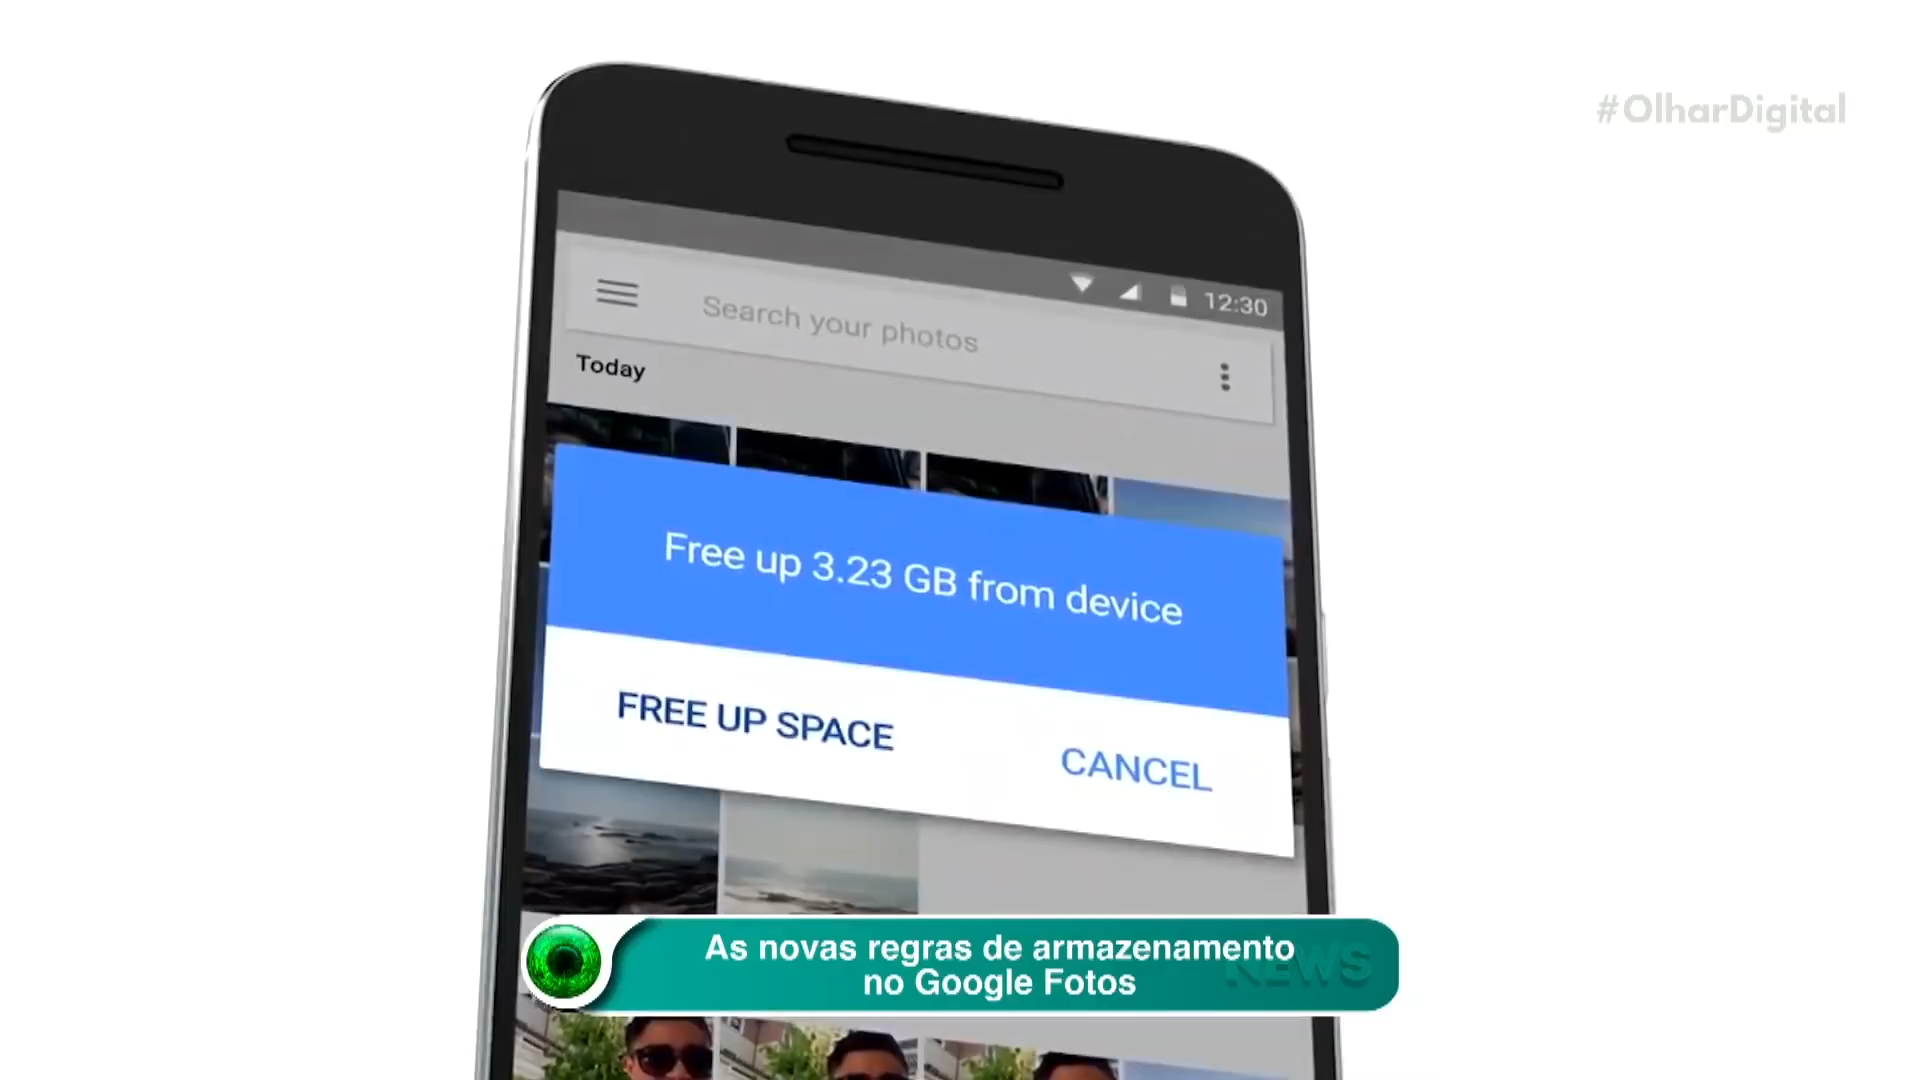 #OlharDigital
12:30
Search your photos
Today
Free up 3.23 GB from device
FREE UP SPACE
CANCEL
As novas regras de armazenamento
no Google Fotos
NEWS